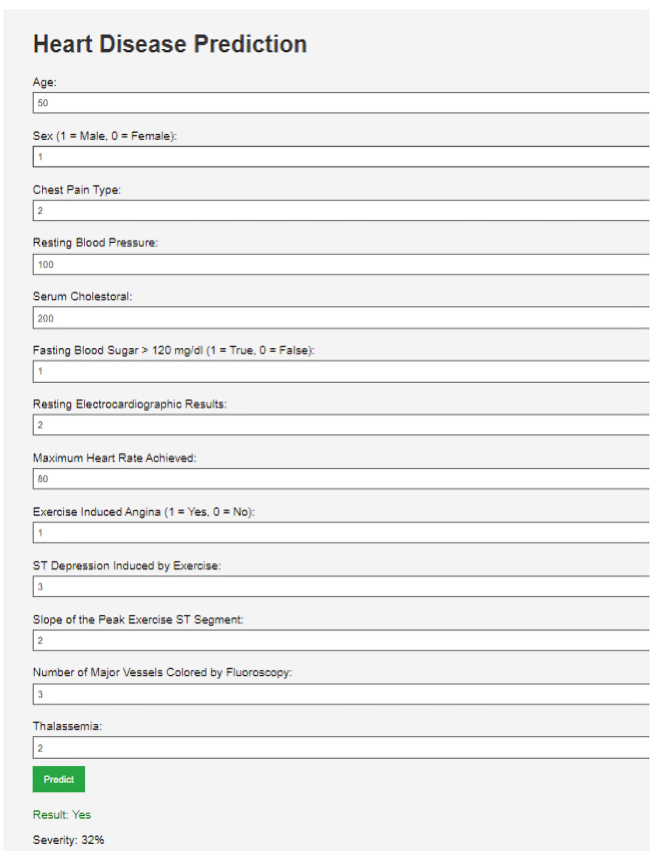 Heart Disease Prediction
Age:
50
Sex (1 = Male, 0 = Female):
1
Chest Pain Type:
2
Resting Blood Pressure:
100
Serum Cholestoral:
200
Fasting Blood Sugar > 120 mg/dl (1 = True, 0 = False):
1
Resting Electrocardiographic Results:
2
Maximum Heart Rate Achieved:
80
Exercise Induced Angina (1 = Yes, 0 = No):
1
ST Depression Induced by Exercise:
3
Slope of the Peak Exercise ST Segment:
2
Number of Major Vessels Colored by Fluoroscopy:
3
Thalassemia:
2
Predict
Result: Yes
Severity: 32%